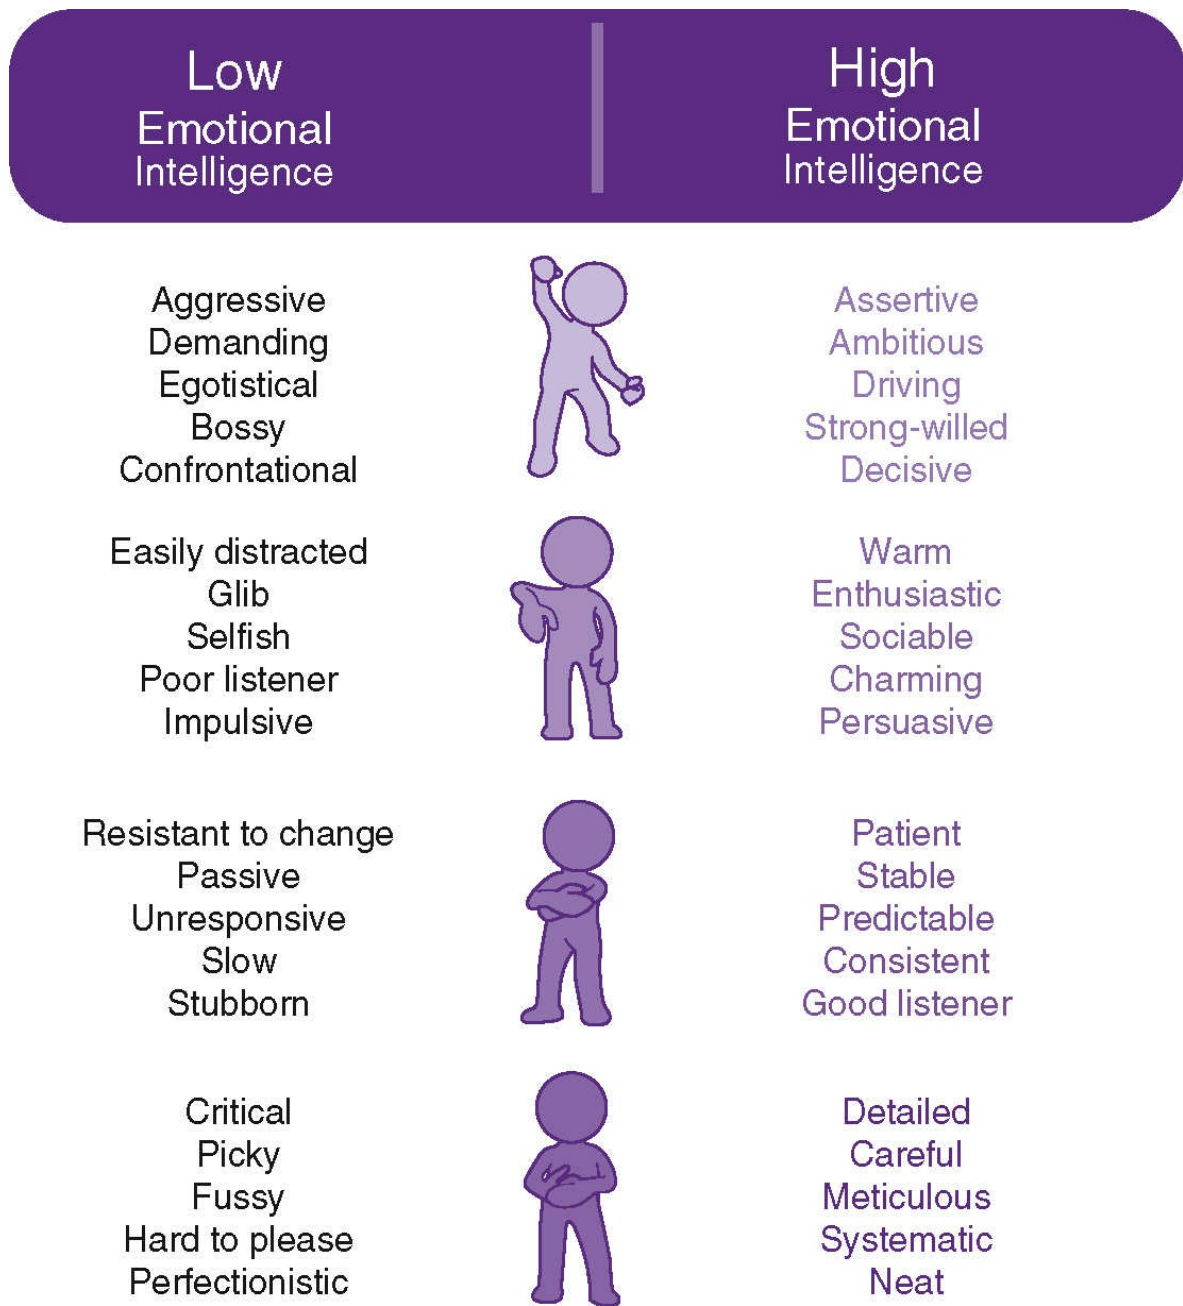 Low
Emotional
Intelligence
High
Emotional
Intelligence
Aggressive
Demanding
Egotistical
Bossy
Confrontational
Assertive
Ambitious
Driving
Strong-willed
Decisive
Easily distracted
Glib
Selfish
Poor listener
Impulsive
Warm
Enthusiastic
Sociable
Charming
Persuasive
Resistant to change
Passive
Unresponsive
Slow
Stubborn
Patient
Stable
Predictable
Consistent
Good listener
Critical
Picky
Fussy
Hard to please
Perfectionistic
Detailed
Careful
Meticulous
Systematic
Neat